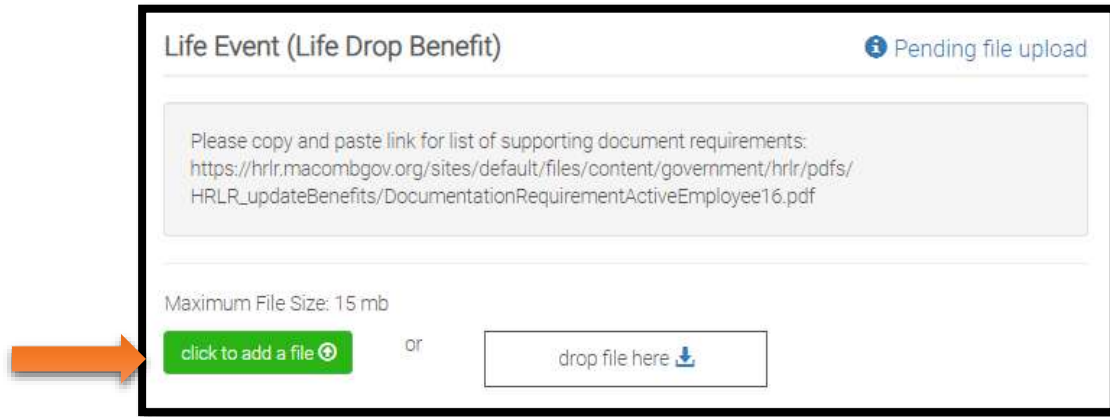 Life Event (Life Drop Benefit)
Pending file upload
Please copy and paste link for list of supporting document requirements:
https://hrlr.macombgov.org/sites/default/files/content/government/hrlr/pdfs/
HRLR_updateBenefits/DocumentationRequirementActiveEmployee16.pdf
Maximum File Size: 15 mb
click to add a file
or
drop file here